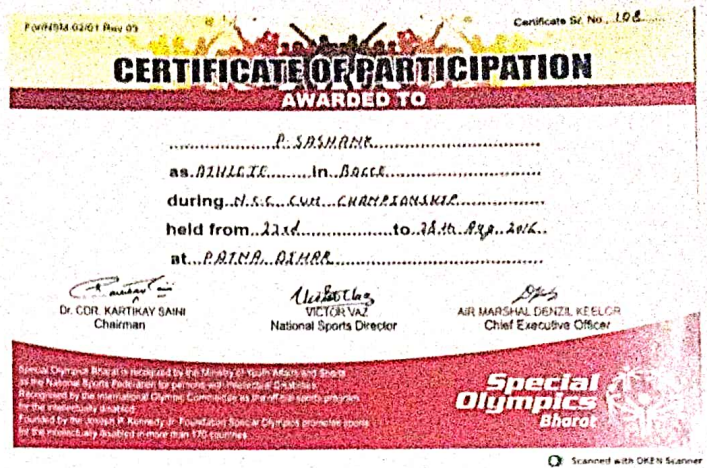 Form/NSM-02/01 Rev 03
Certificate Sr. No. 108
CERTIFICATE OF PARTICIPATION
AWARDED TO
P. SASHANK
as ATHLETE in BOCCE
during N.C.C. CUM CHAMPIONSHIP
held from 22nd to 28th Aug 2016
at PATNA, BIHAR
Dr. CDR. KARTIKAY SAINI
Chairman
VICTOR VAZ
National Sports Director
AIR MARSHAL DENZIL KEELOR
Chief Executive Officer
Special Olympics Bharat is recognized by the Ministry of Youth Affairs and Sports
as the National Sports Federation for persons with Intellectual Disabilities.
Recognised by the International Olympic Committee as the official sports program
for the intellectually disabled.
Founded by the Joseph P. Kennedy Jr. Foundation Special Olympics promotes sports
for the intellectually disabled in more than 170 countries
Special
Olympics
Bharat
Scanned with OKEN Scanner